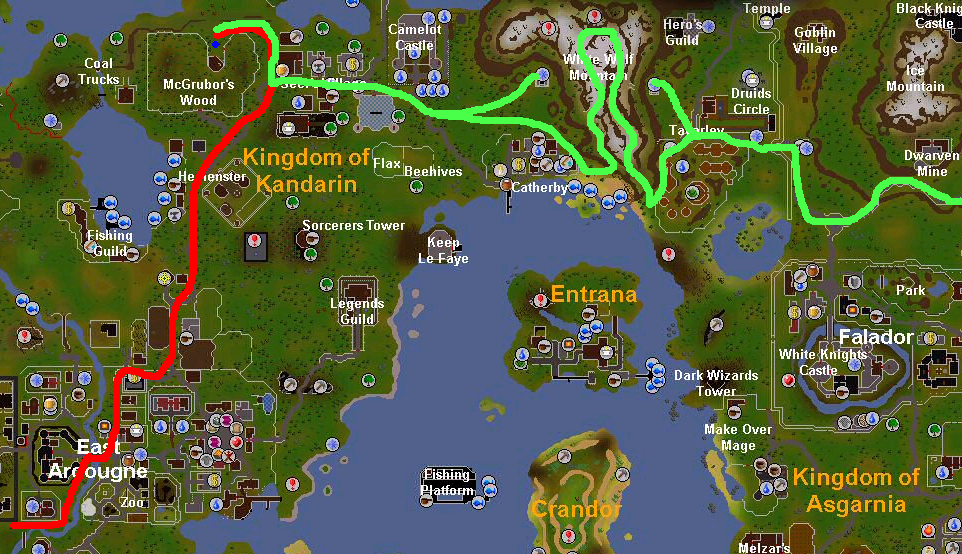 Temple
Black Knig
Castle
Hero's
Guild
Camelot
Castle
Goblin
Village
Coal
Trucks
White Wolf
Mountain
McGrubor's
Wood
Ice
Mountain
Druids
Circle
Taverley
Dwarven
Mine
Kingdom of
Kandarin
Flax
Beehives
Catherby
Fishing
Guild
Sorcerers Tower
Keep
Le Faye
Legends
Guild
Entrana
Park
Falador
White Knights
Castle
Dark Wizards
Tower
Make Over
Mage
East
Ardougne
Zoo
Fishing
Platform
Crandor
Kingdom of
Asgarnia
Melzar's